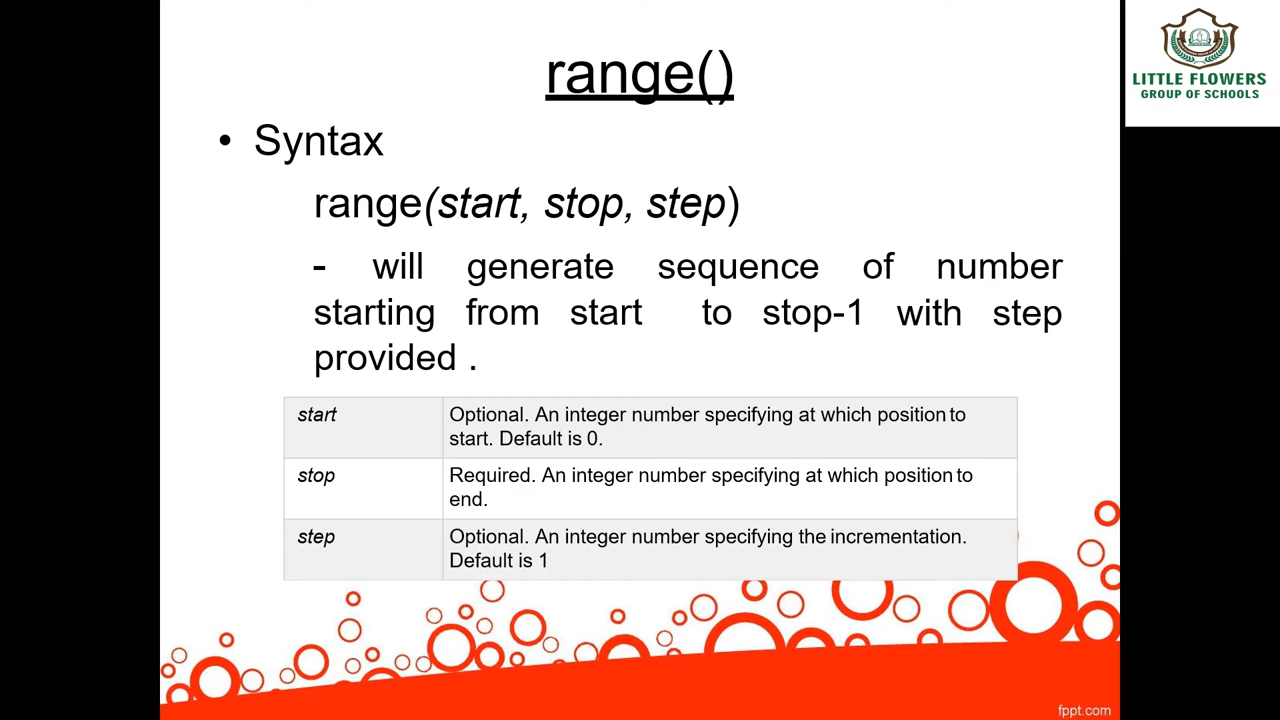 LITTLE FLOWERS
GROUP OF SCHOOLS
range()
• Syntax
range(start, stop, step)
- will generate sequence of number
starting from start to stop-1 with step
provided .
start
Optional. An integer number specifying at which position to
start. Default is 0.
stop
Required. An integer number specifying at which position to
end.
step
Optional. An integer number specifying the incrementation.
Default is 1
fppt.com